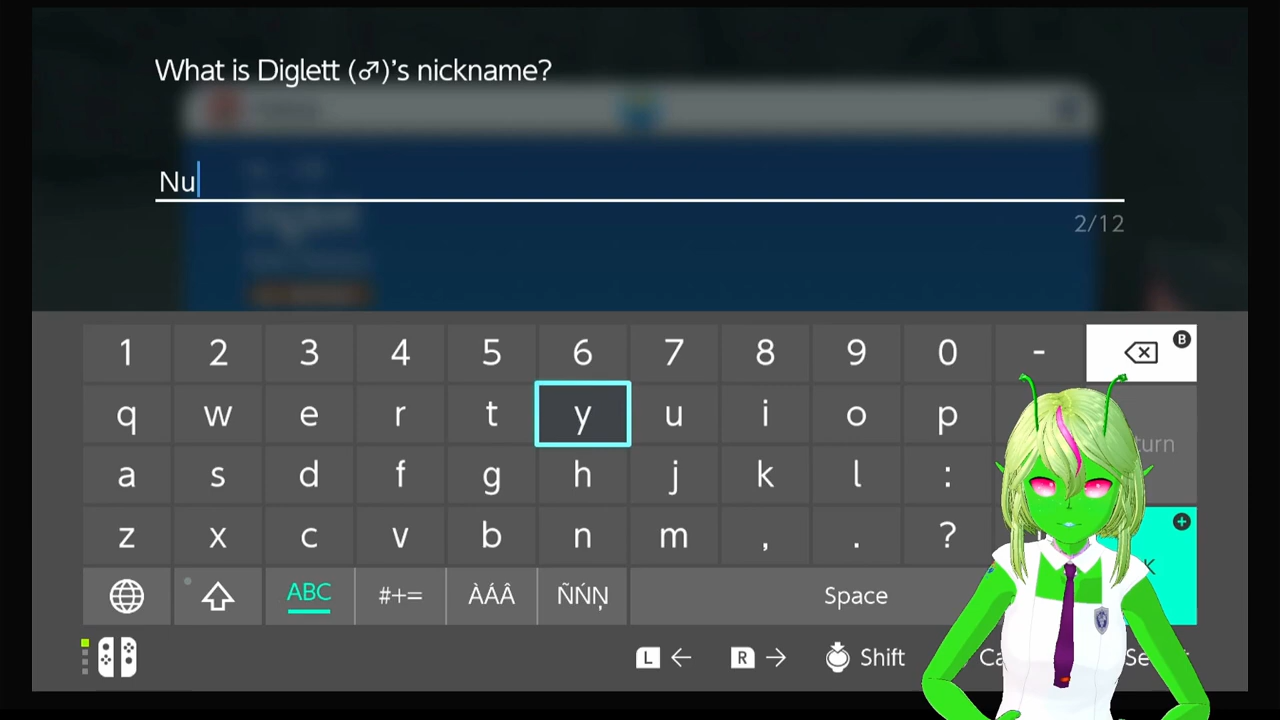 What is Diglett (♂)'s nickname?
Nu
2/12
1 2 3 4 5 6 7 8 9 0 - B
q w e r t y u i o p
a s d f g h j k l :
z x c v b n m , . ? +
ABC #+= ÀÁÂ ÑŃŅ Space
L ← R → Shift